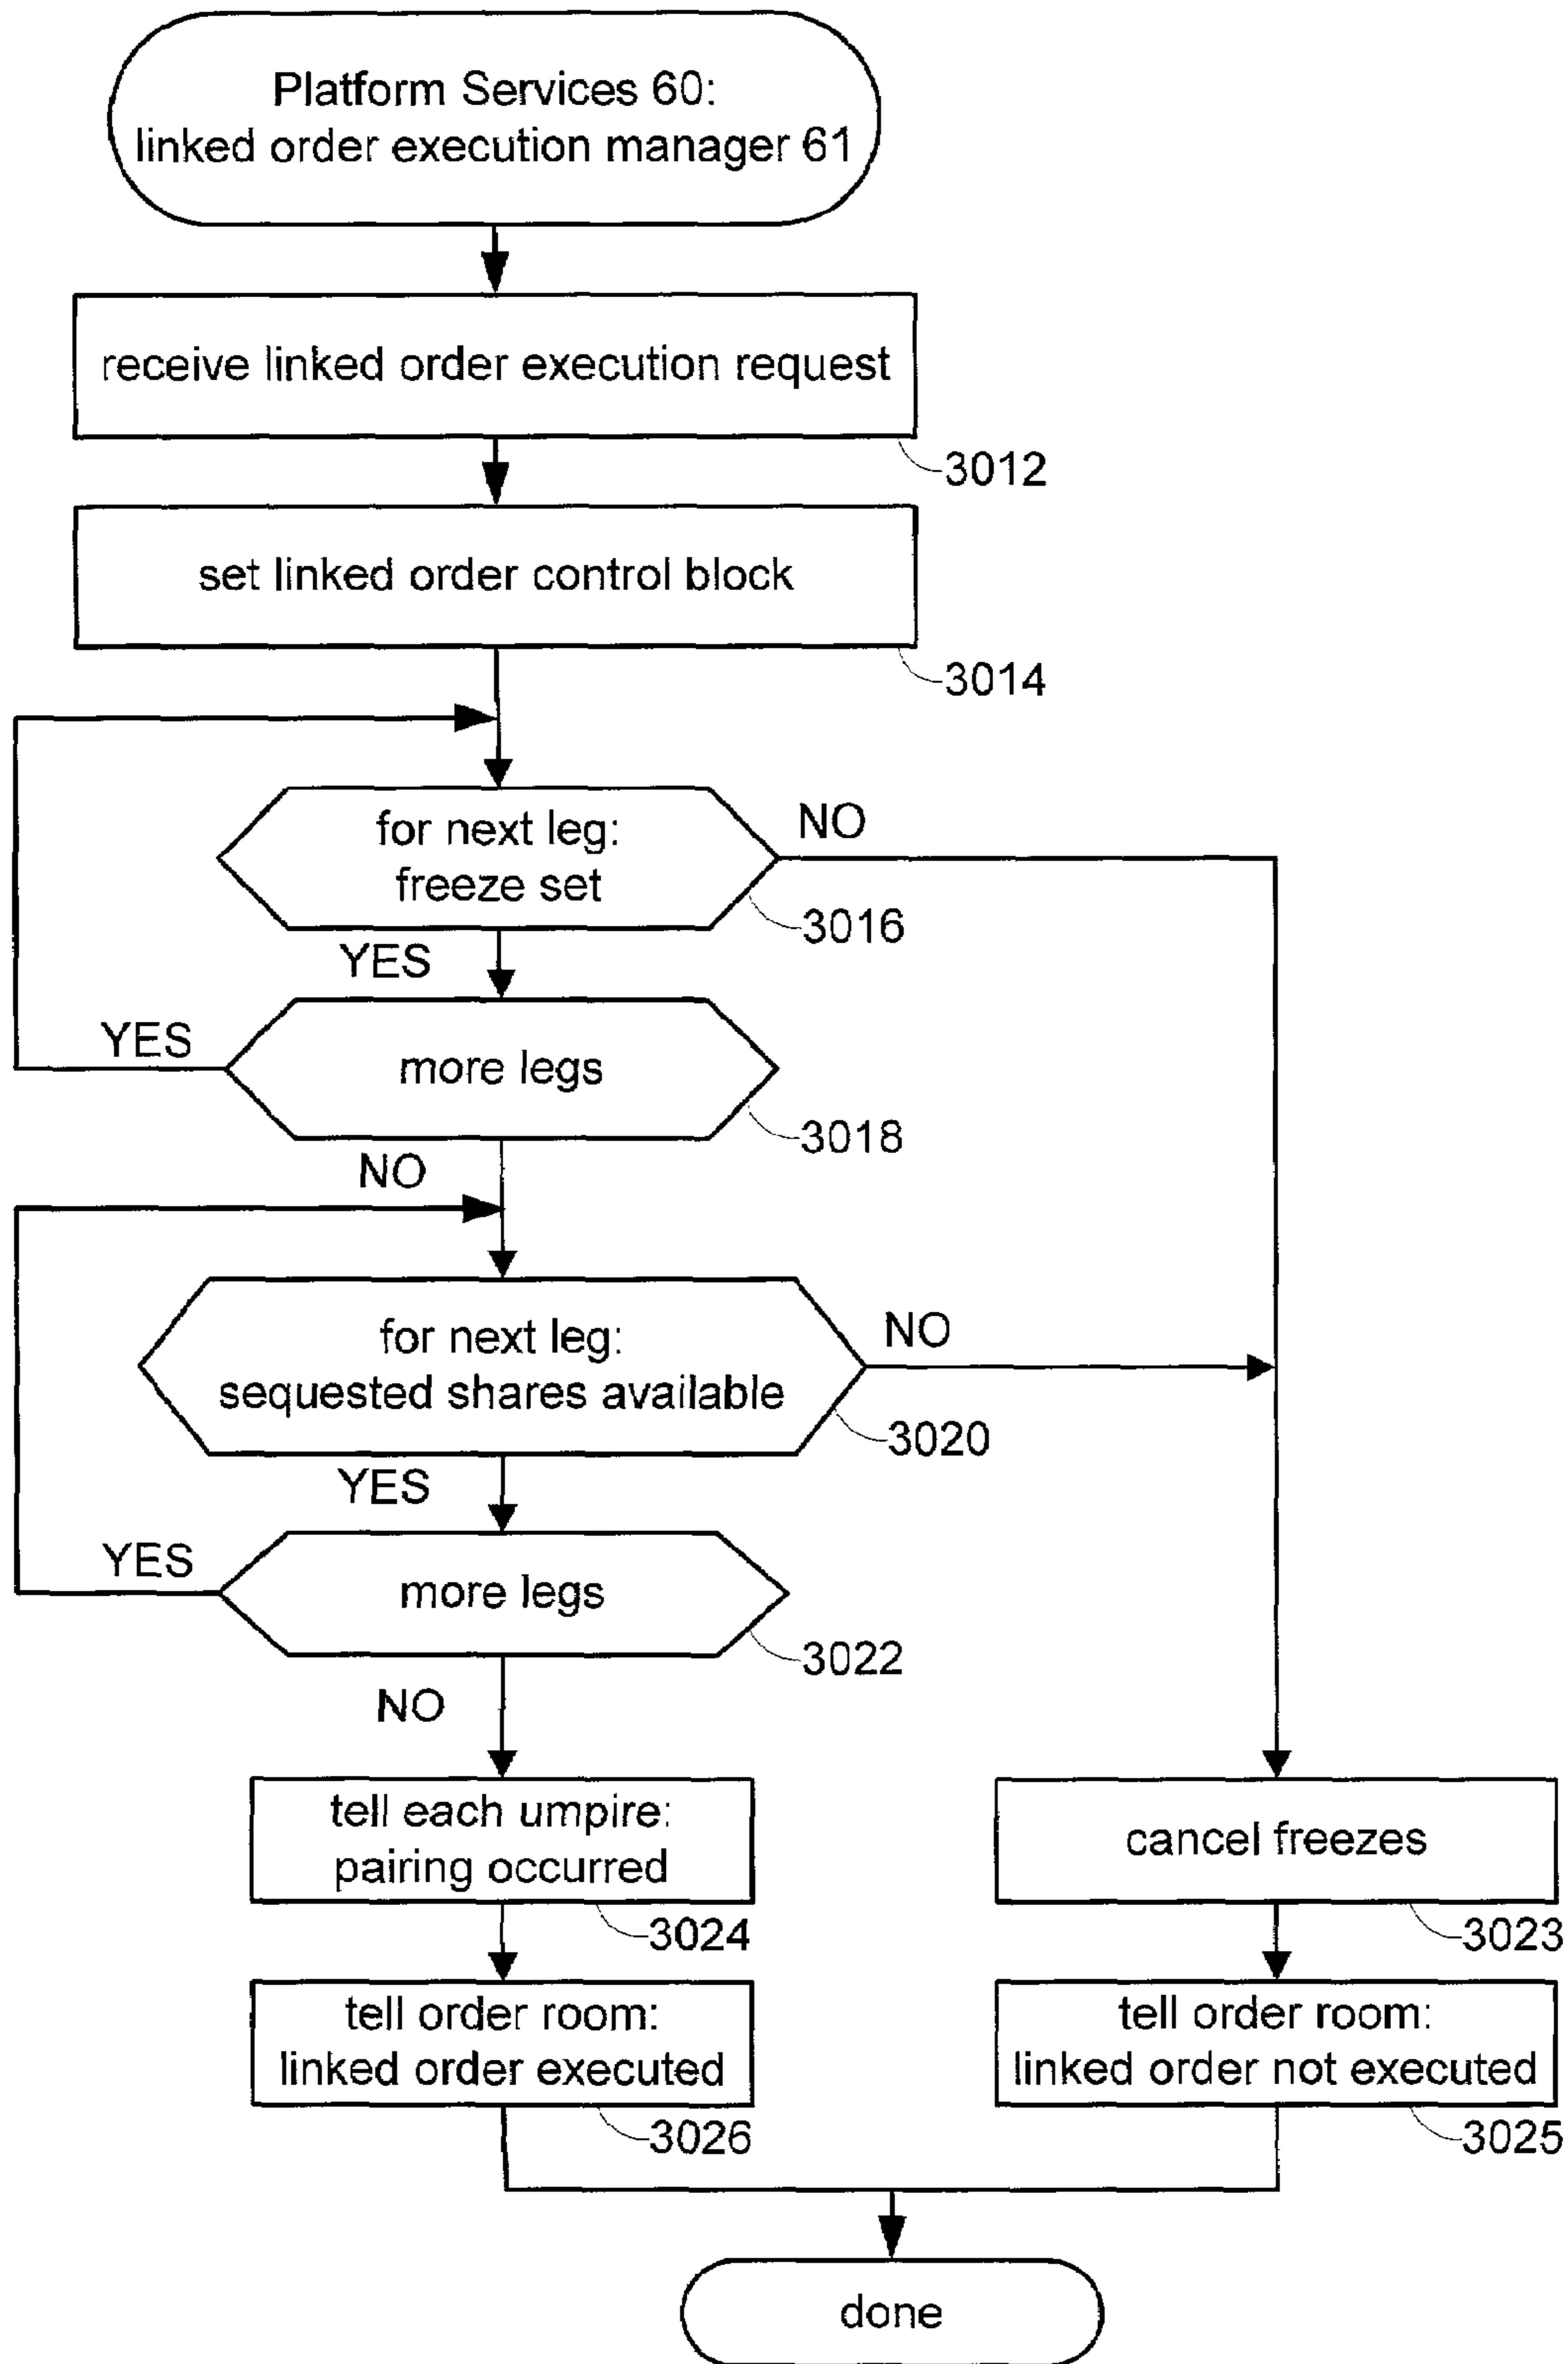 Platform Services 60:
linked order execution manager 61
receive linked order execution request
3012
set linked order control block
3014
for next leg:
freeze set
NO
3016
YES
more legs
YES
3018
NO
for next leg:
sequested shares available
NO
3020
YES
more legs
YES
3022
NO
tell each umpire:
pairing occurred
3024
cancel freezes
3023
tell order room:
linked order executed
3026
tell order room:
linked order not executed
3025
done